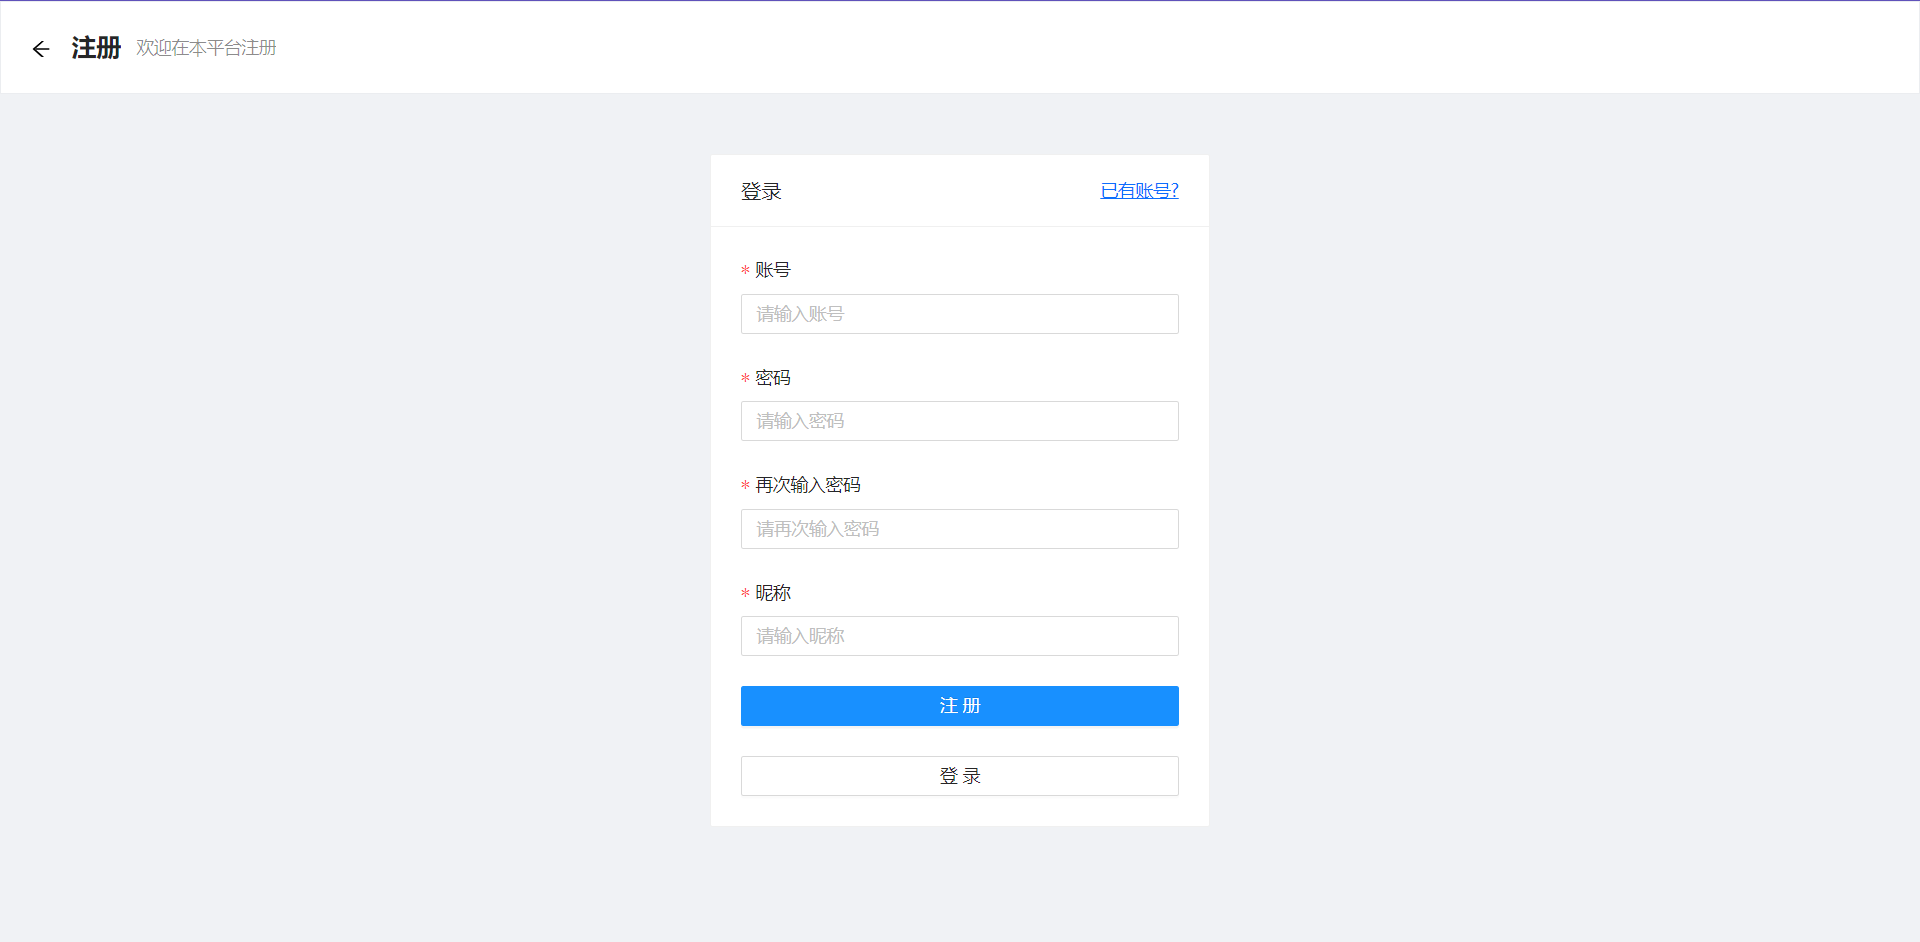 注册 欢迎在本平台注册
登录 已有账号?
* 账号
请输入账号
* 密码
请输入密码
* 再次输入密码
请再次输入密码
* 昵称
请输入昵称
注 册
登 录